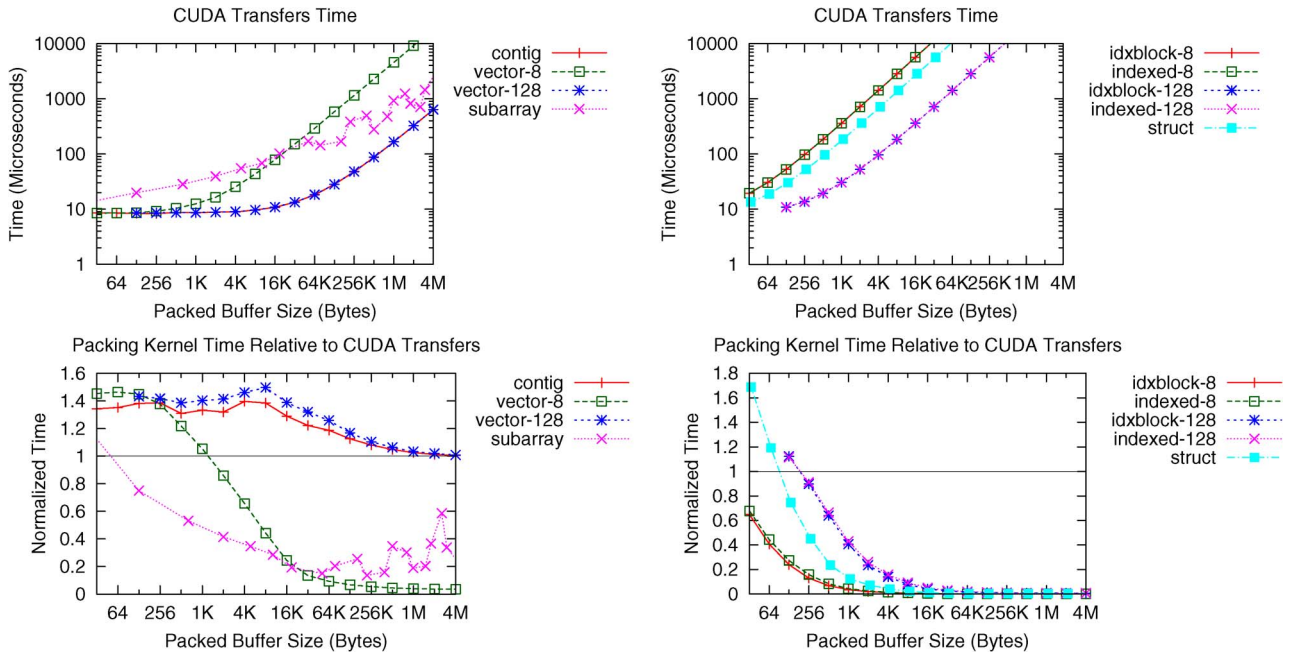 CUDA Transfers Time
10000
1000
100
10
1
Time (Microseconds)
64 256 1K 4K 16K 64K 256K 1M 4M
Packed Buffer Size (Bytes)
contig
vector-8
vector-128
subarray
CUDA Transfers Time
10000
1000
100
10
1
Time (Microseconds)
64 256 1K 4K 16K 64K 256K 1M 4M
Packed Buffer Size (Bytes)
idxblock-8
indexed-8
idxblock-128
indexed-128
struct
Packing Kernel Time Relative to CUDA Transfers
1.6
1.4
1.2
1
0.8
0.6
0.4
0.2
0
Normalized Time
64 256 1K 4K 16K 64K 256K 1M 4M
Packed Buffer Size (Bytes)
contig
vector-8
vector-128
subarray
Packing Kernel Time Relative to CUDA Transfers
1.8
1.6
1.4
1.2
1
0.8
0.6
0.4
0.2
0
Normalized Time
64 256 1K 4K 16K 64K 256K 1M 4M
Packed Buffer Size (Bytes)
idxblock-8
indexed-8
idxblock-128
indexed-128
struct